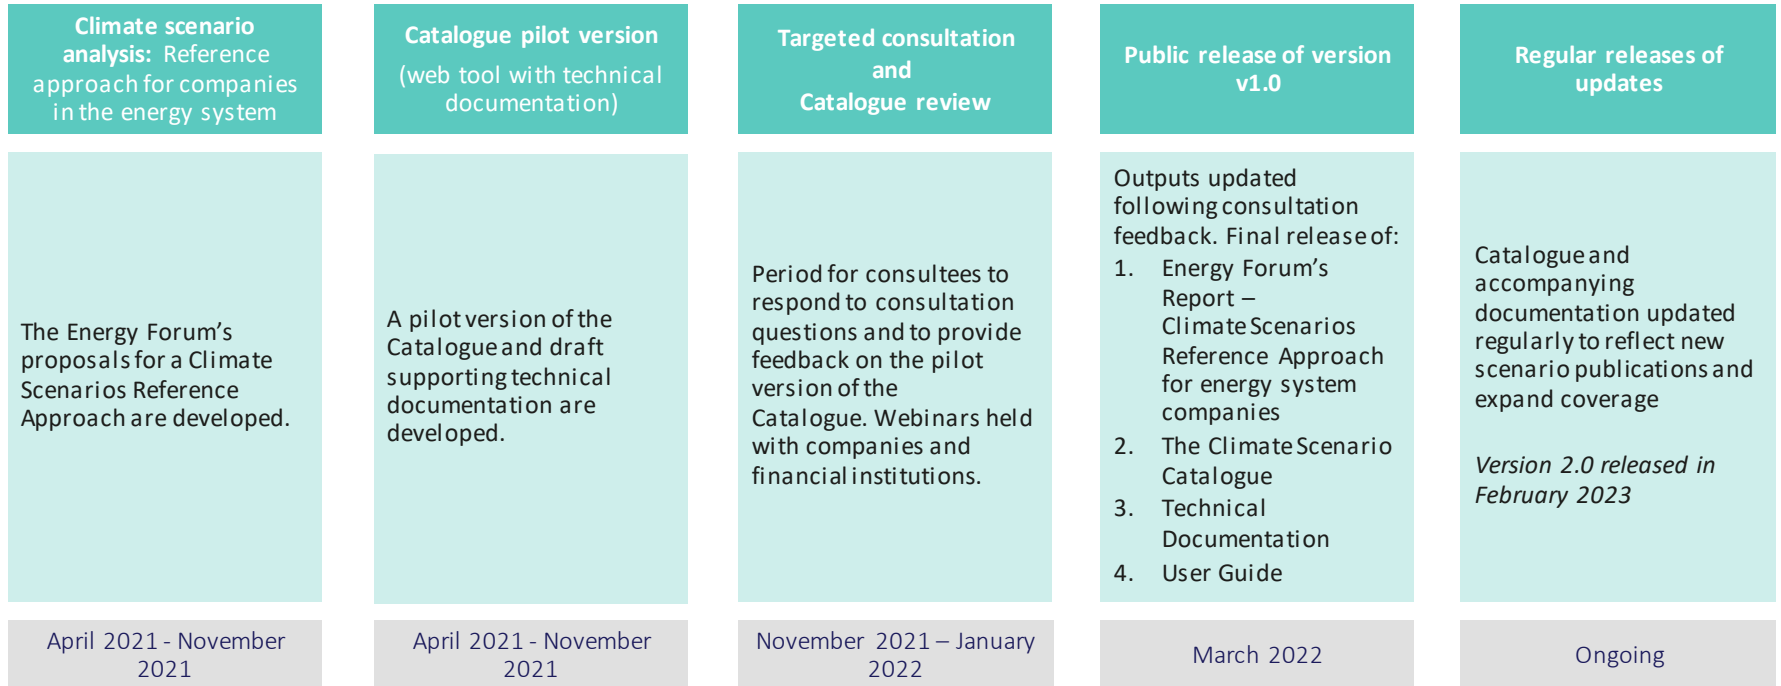 Climate scenario
analysis: Reference
approach for companies
in the energy system
Catalogue pilot version
(web tool with technical
documentation)
Targeted consultation
and
Catalogue review
Public release of version
v1.0
Regular releases of
updates
The Energy Forum’s
proposals for a Climate
Scenarios Reference
Approach are developed.
A pilot version of the
Catalogue and draft
supporting technical
documentation are
developed.
Period for consultees to
respond to consultation
questions and to provide
feedback on the pilot
version of the
Catalogue. Webinars held
with companies and
financial institutions.
Outputs updated
following consultation
feedback. Final release of:
1. Energy Forum’s
Report –
Climate Scenarios
Reference Approach
for energy system
companies
2. The Climate Scenario
Catalogue
3. Technical
Documentation
4. User Guide
Catalogue and
accompanying
documentation updated
regularly to reflect new
scenario publications and
expand coverage
Version 2.0 released in
February 2023
April 2021 - November
2021
April 2021 - November
2021
November 2021 – January
2022
March 2022
Ongoing